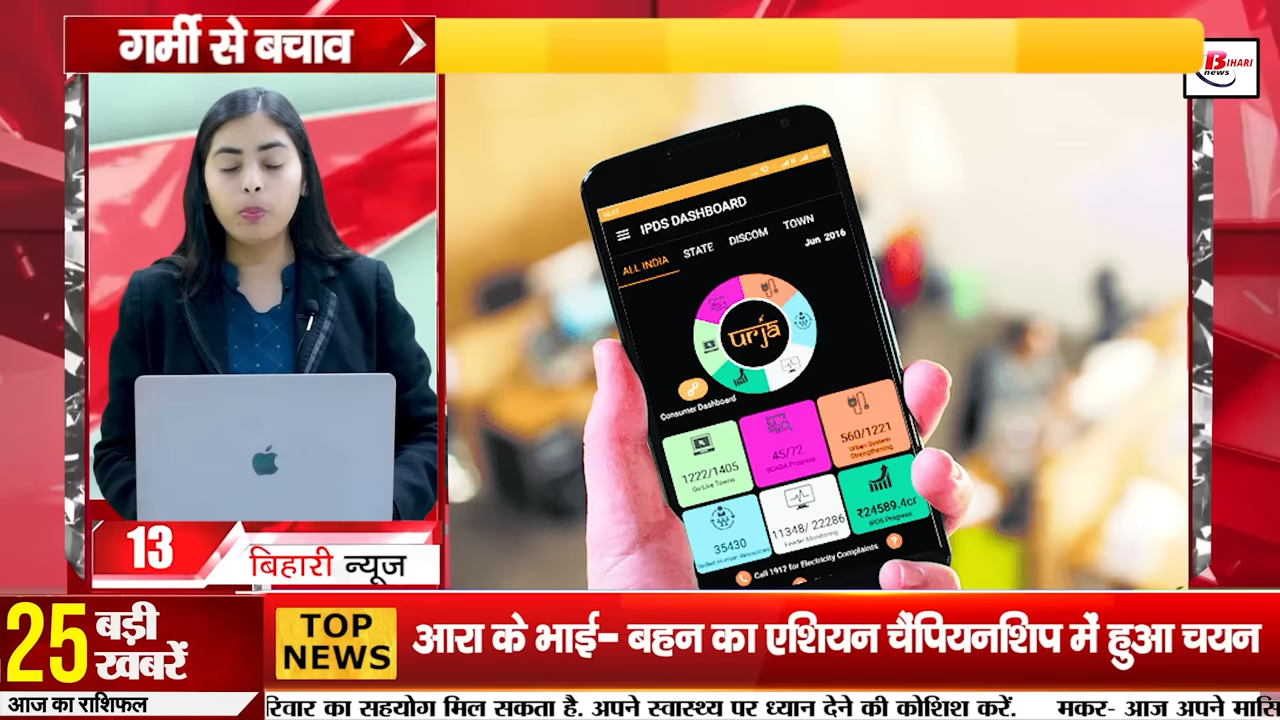 गर्मी से बचाव
BIHARI
news
IPDS DASHBOARD
ALL INDIA STATE DISCOM TOWN
Jun 2016
urja
Consumer Dashboard
1222/1405
Go Live Towns
45/72
SCADA Progress
560/1221
Urban System
Strengthening
35430
11348/ 22286
Feeder Monitoring
₹24589.4cr
IPDS Progress
Call 1912 for Electricity Complaints
13
बिहारी न्यूज
25 बड़ी
खबरें
TOP
NEWS
आरा के भाई- बहन का एशियन चैंपियनशिप में हुआ चयन
आज का राशिफल
रिवार का सहयोग मिल सकता है. अपने स्वास्थ्य पर ध्यान देने की कोशिश करें. मकर- आज अपने